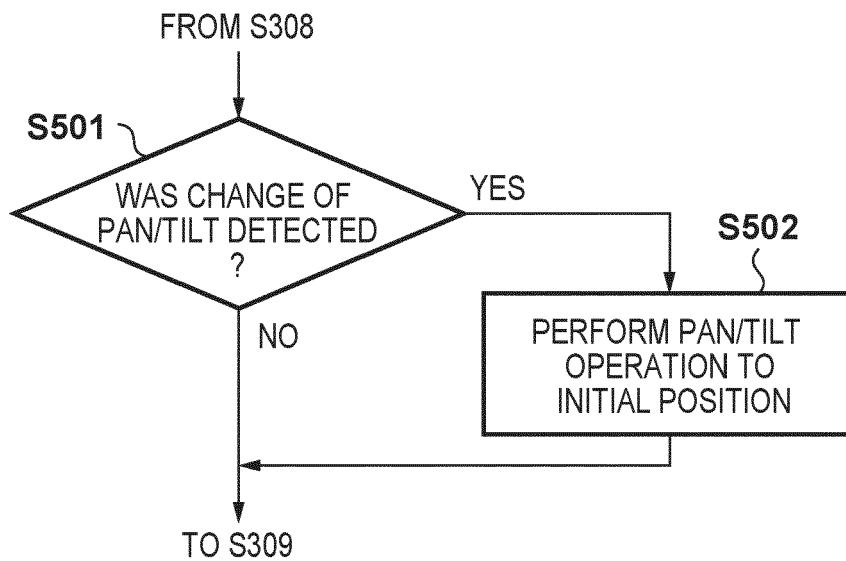 FROM S308
S501
WAS CHANGE OF
PAN/TILT DETECTED
?
YES
S502
PERFORM PAN/TILT
OPERATION TO
INITIAL POSITION
NO
TO S309